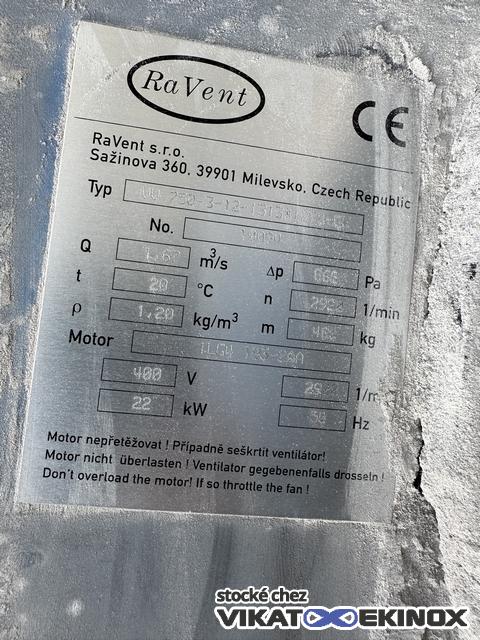 RaVent
CE
RaVent s.r.o.
Sažinova 360, 39901 Milevsko, Czech Republic
Typ
No.
Q m³/s Δp Pa
t 20 °C n 1/min
ρ 1,20 kg/m³ m kg
Motor
400 V 1/m
22 kW 50 Hz
Motor nepřetěžovat ! Případně seškrtit ventilátor!
Motor nicht überlasten ! Ventilator gegebenenfalls drosseln !
Don't overload the motor! If so throttle the fan !
stocké chez
VIKAT EKINOX